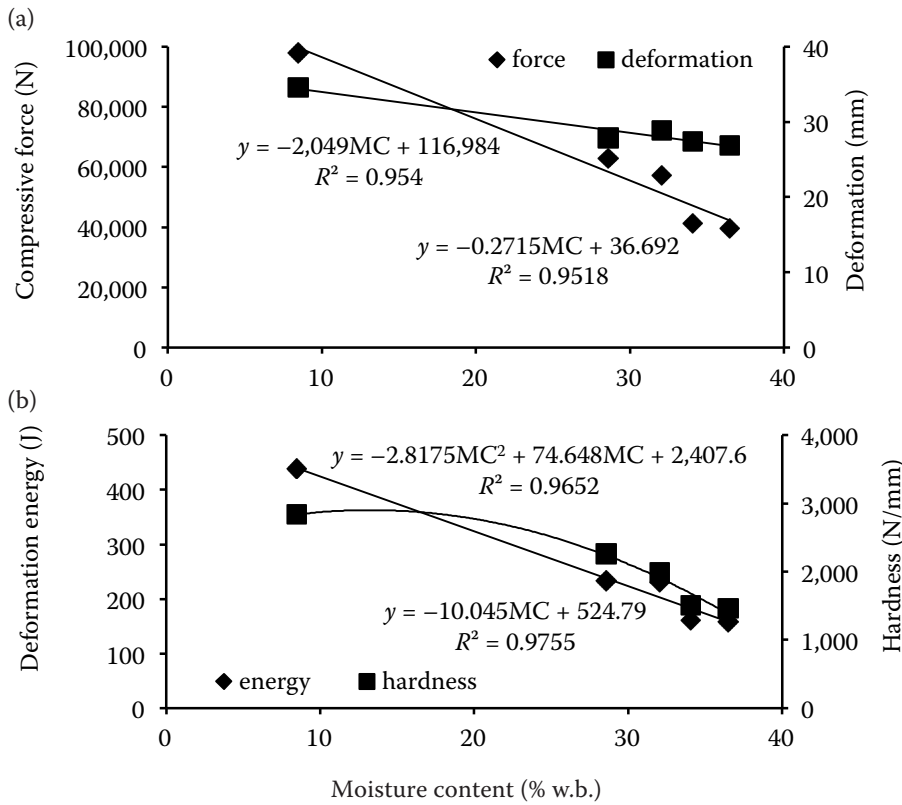 (a)
100,000
80,000
60,000
40,000
20,000
0
Compressive force (N)
force
deformation
y = −2,049MC + 116,984
R² = 0.954
y = −0.2715MC + 36.692
R² = 0.9518
40
30
20
10
0
Deformation (mm)
0
10
20
30
40
(b)
500
400
300
200
100
0
Deformation energy (J)
y = −2.8175MC² + 74.648MC + 2,407.6
R² = 0.9652
y = −10.045MC + 524.79
R² = 0.9755
energy
hardness
4,000
3,000
2,000
1,000
0
Hardness (N/mm)
0
10
20
30
40
Moisture content (% w.b.)